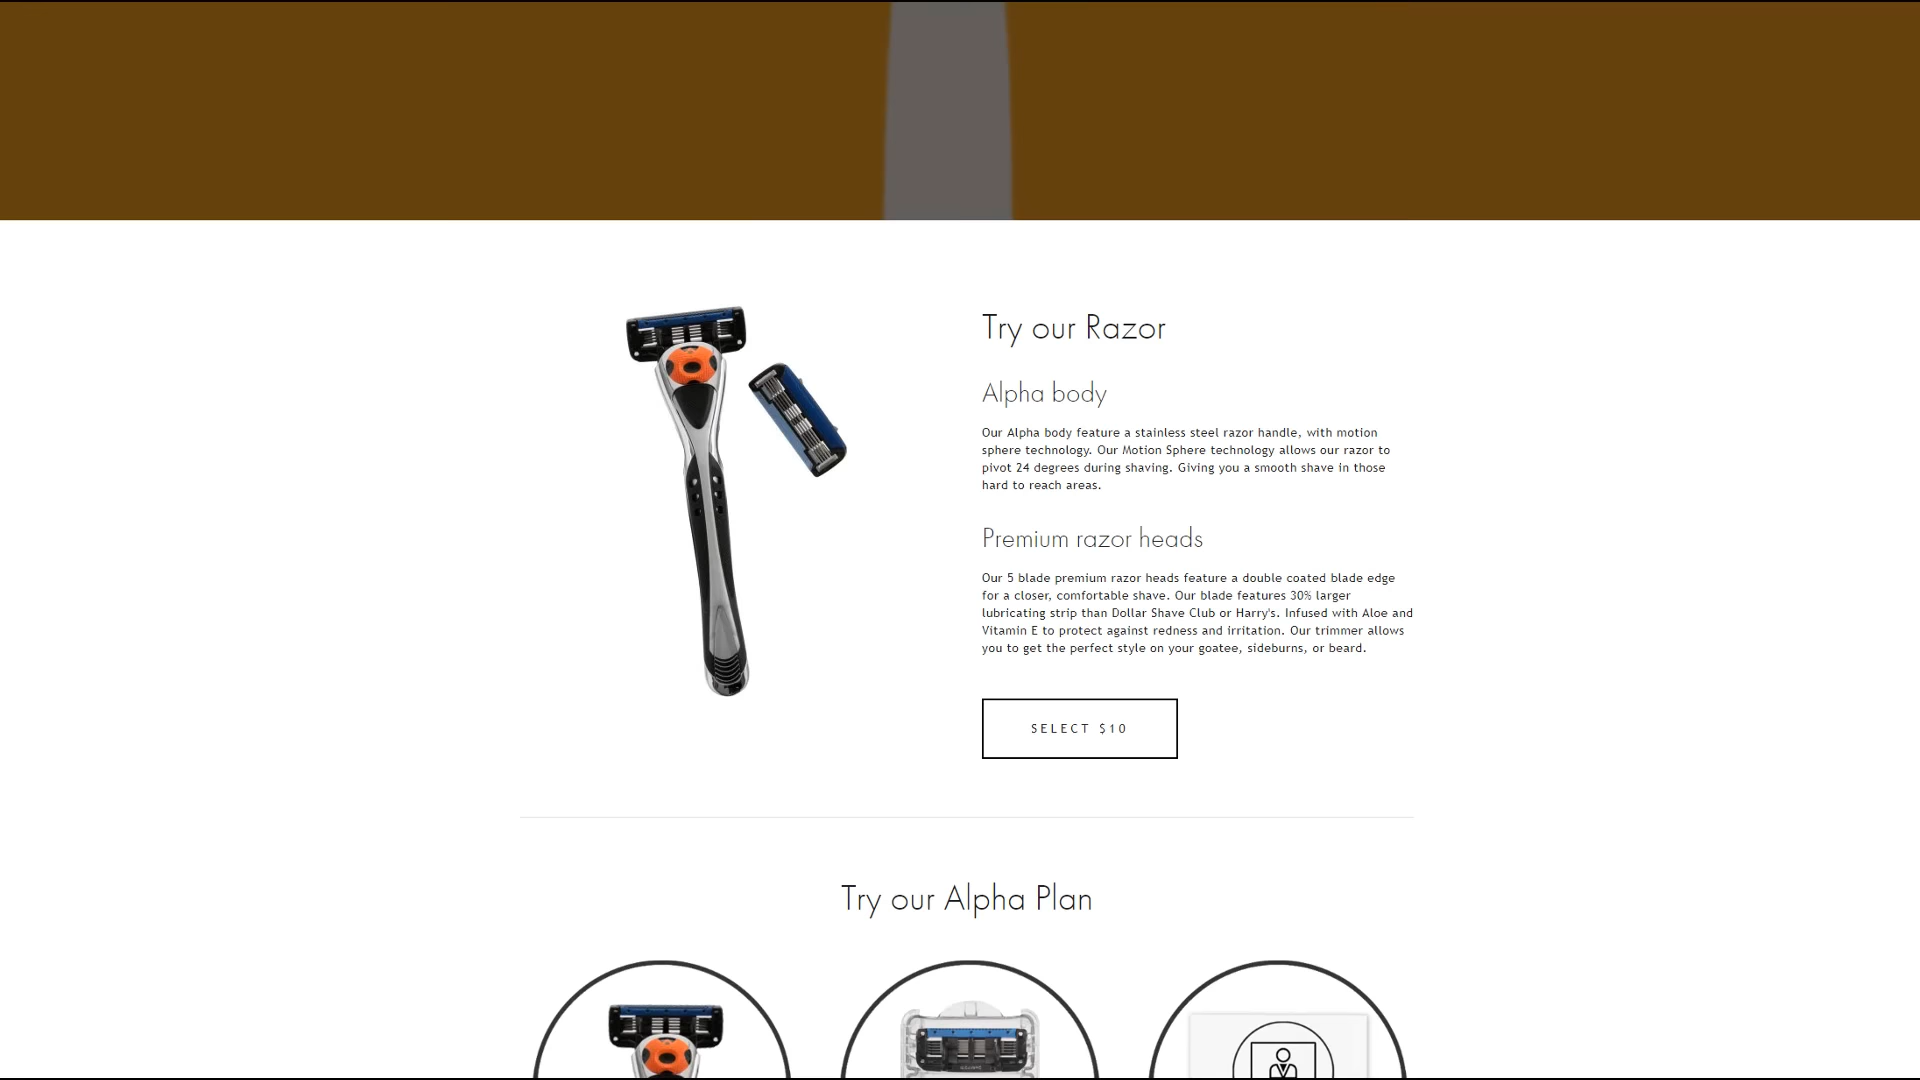 Try our Razor
Alpha body
Our Alpha body feature a stainless steel razor handle, with motion
sphere technology. Our Motion Sphere technology allows our razor to
pivot 24 degrees during shaving. Giving you a smooth shave in those
hard to reach areas.
Premium razor heads
Our 5 blade premium razor heads feature a double coated blade edge
for a closer, comfortable shave. Our blade features 30% larger
lubricating strip than Dollar Shave Club or Harry's. Infused with Aloe and
Vitamin E to protect against redness and irritation. Our trimmer allows
you to get the perfect style on your goatee, sideburns, or beard.
SELECT $10
Try our Alpha Plan